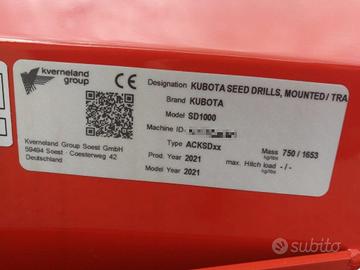 kverneland
group
CE
Designation KUBOTA SEED DRILLS, MOUNTED / TRA
Brand KUBOTA
Model SD1000
Machine ID
Type ACKSDxx
Mass kg/lbs 750 / 1653
Prod. Year 2021
max. Hitch load kg/lbs - / -
Model Year 2021
Kverneland Group Soest GmbH
59494 Soest - Coesterweg 42
Deutschland
subito